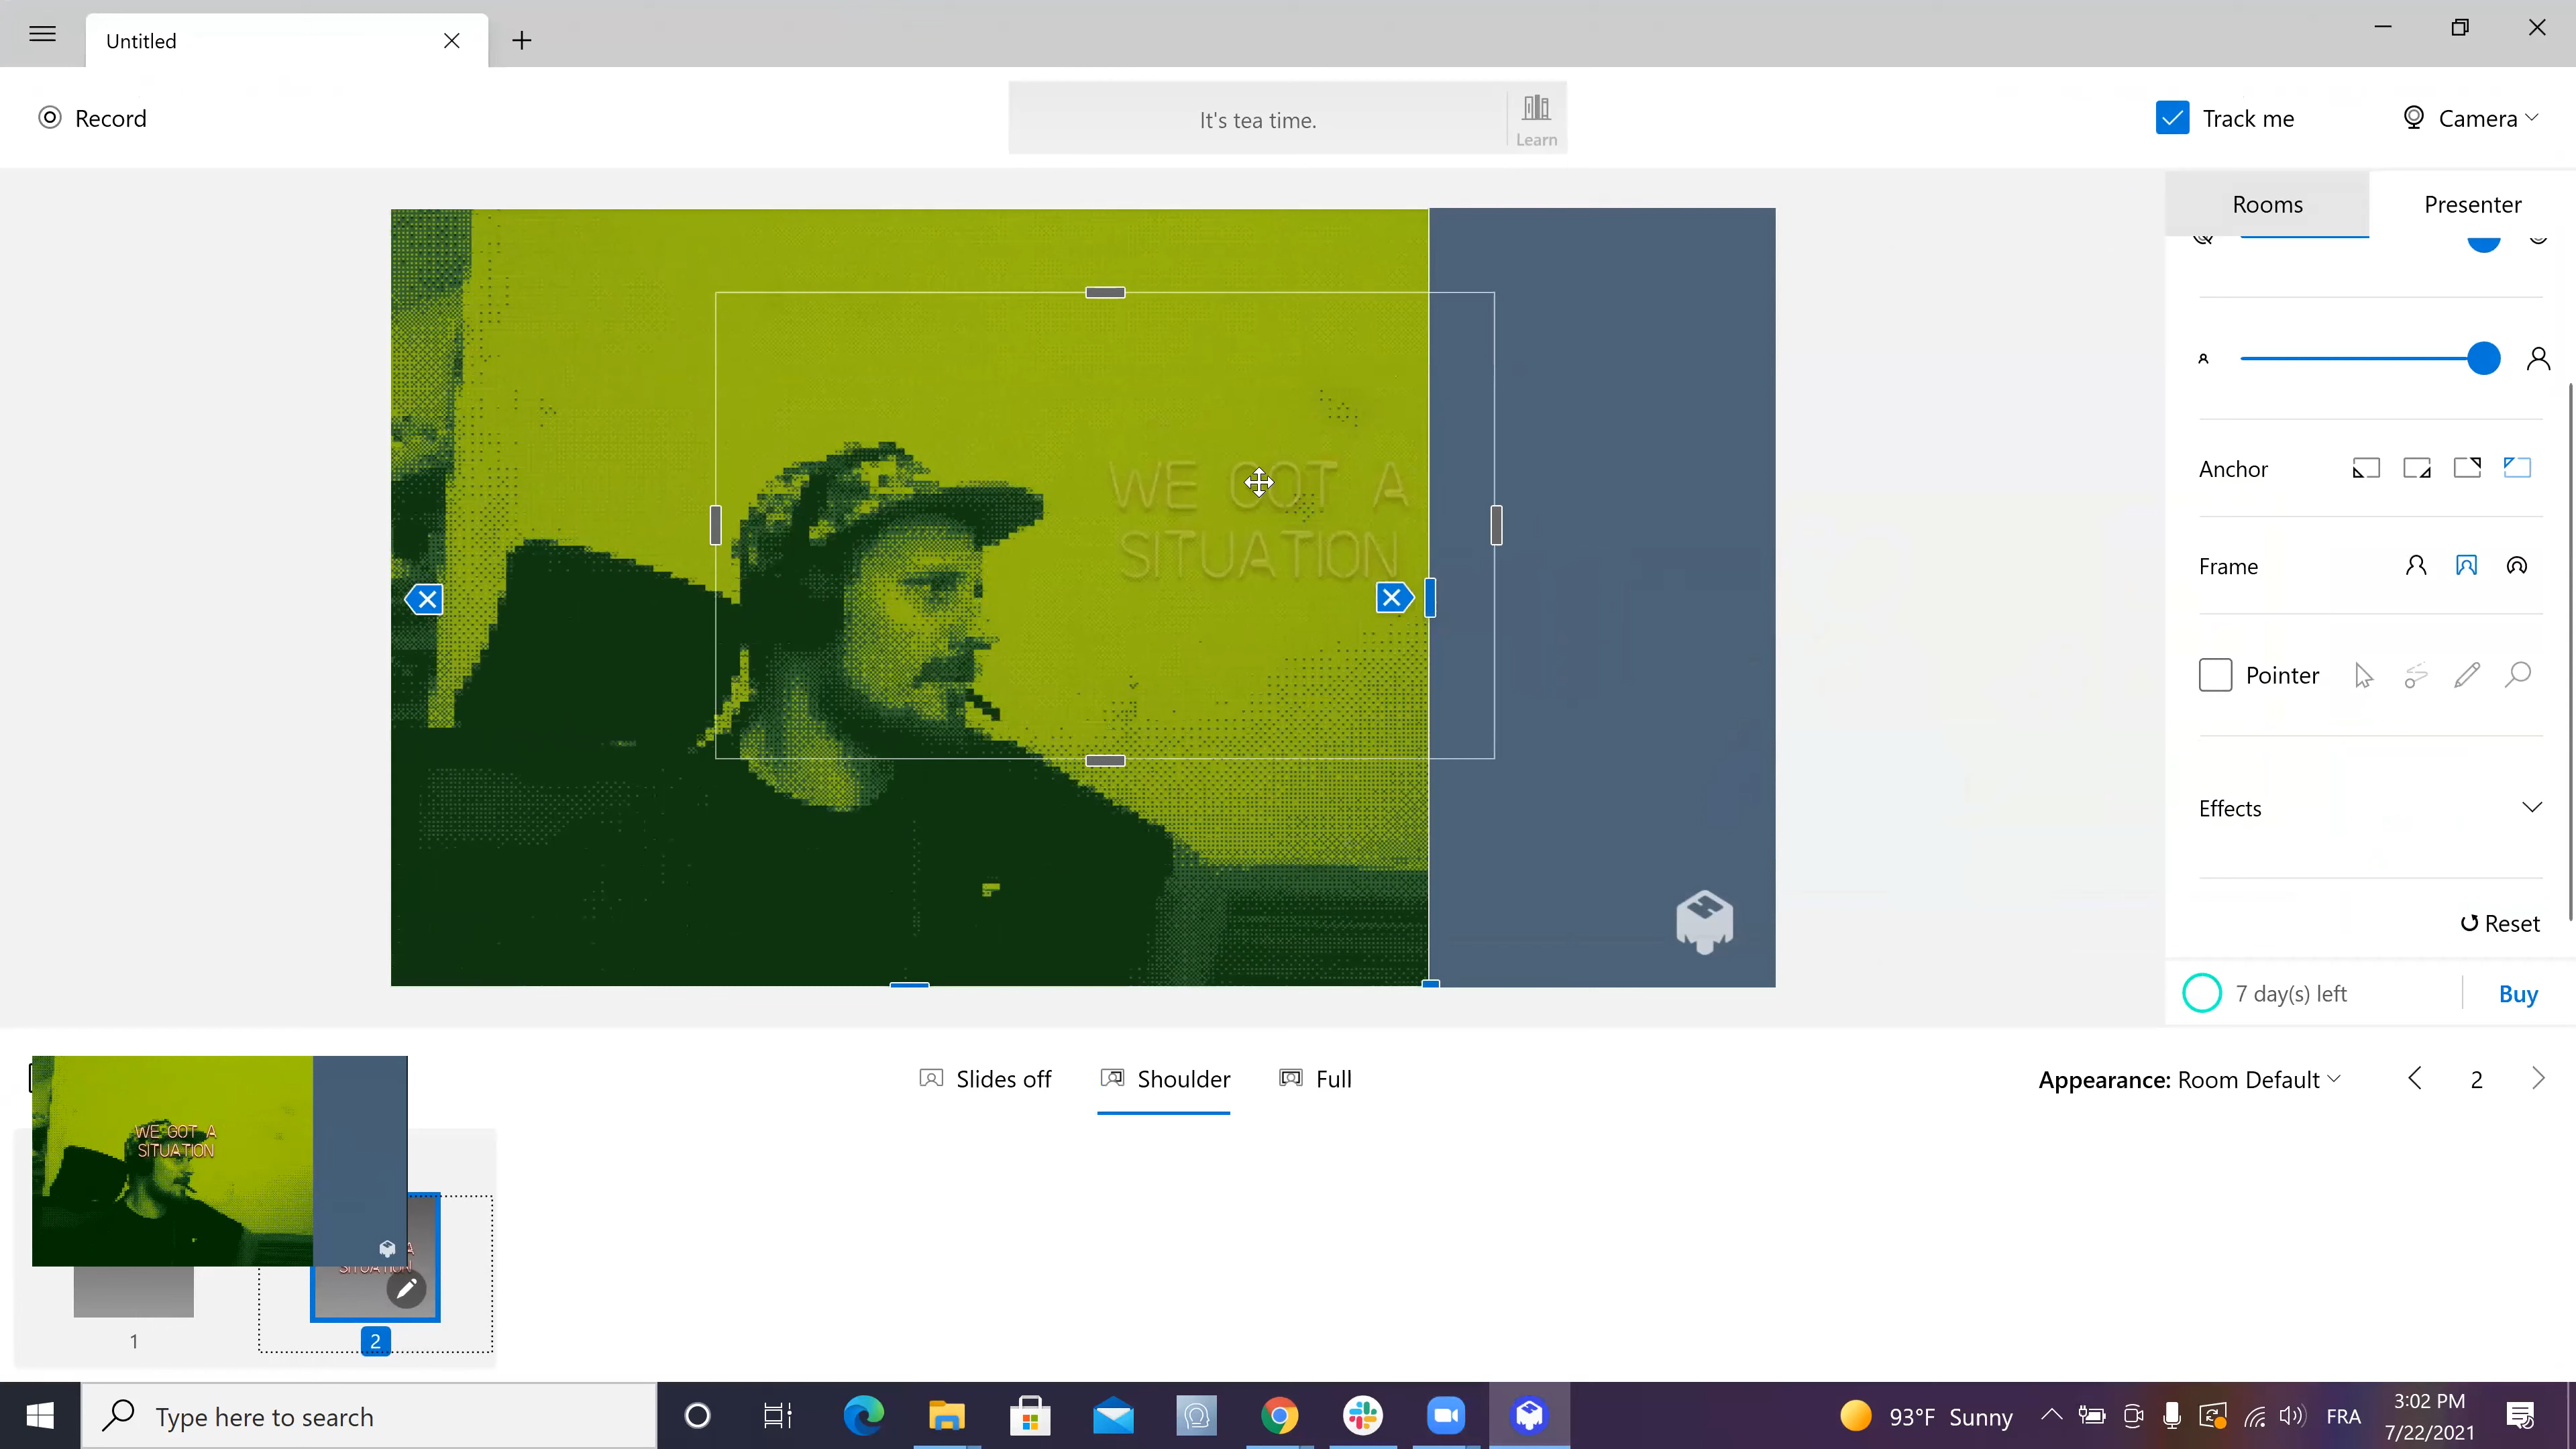 Untitled
Record
It's tea time.
Learn
Track me
Camera
Rooms
Presenter
WE GOT A
SITUATION
Anchor
Frame
Pointer
Effects
Reset
7 day(s) left
Buy
Slides off
Shoulder
Full
Appearance: Room Default
2
WE GOT A
SITUATION
A
SITUATION
1
2
Type here to search
93°F Sunny
FRA
3:02 PM
7/22/2021